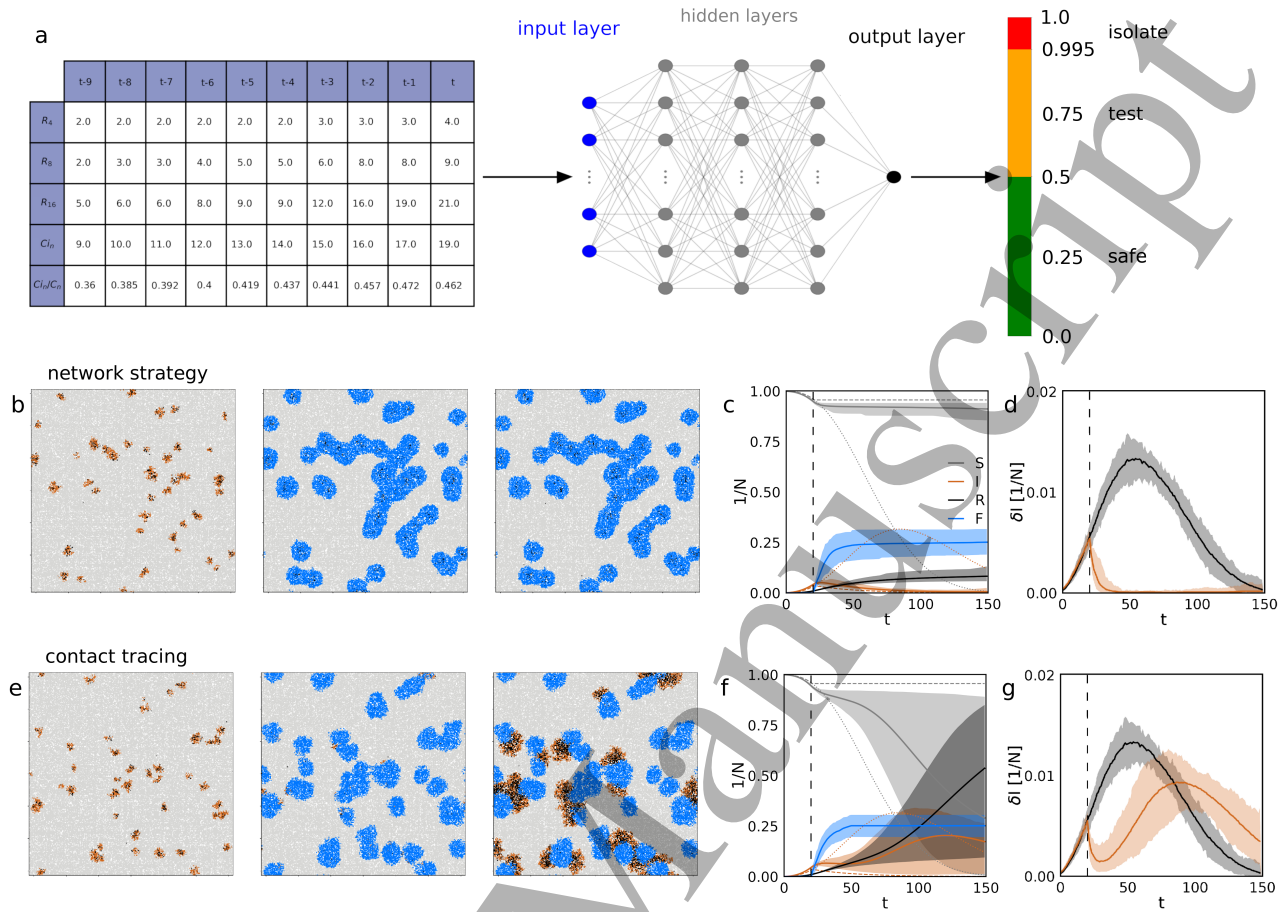 a
input layer
hidden layers
output layer
t-9 t-8 t-7 t-6 t-5 t-4 t-3 t-2 t-1 t
R₄ 2.0 2.0 2.0 2.0 2.0 2.0 3.0 3.0 3.0 4.0
R₈ 2.0 3.0 3.0 4.0 5.0 5.0 6.0 8.0 8.0 9.0
R₁₆ 5.0 6.0 6.0 8.0 9.0 9.0 12.0 16.0 19.0 21.0
Ciₙ 9.0 10.0 11.0 12.0 13.0 14.0 15.0 16.0 17.0 19.0
Ciₙ/Cₙ 0.36 0.385 0.392 0.4 0.419 0.437 0.441 0.457 0.472 0.462
1.0
isolate
0.995
0.75 test
0.5
0.25 safe
0.0
network strategy
b
c
1/N
1.00
0.75
0.50
0.25
0.00
S
I
R
F
0 50 100 150
t
d
δI [1/N]
0.02
0.01
0.00
0 50 100 150
t
contact tracing
e
f
1/N
1.00
0.75
0.50
0.25
0.00
0 50 100 150
t
g
δI [1/N]
0.02
0.01
0.00
0 50 100 150
t
Manuscript